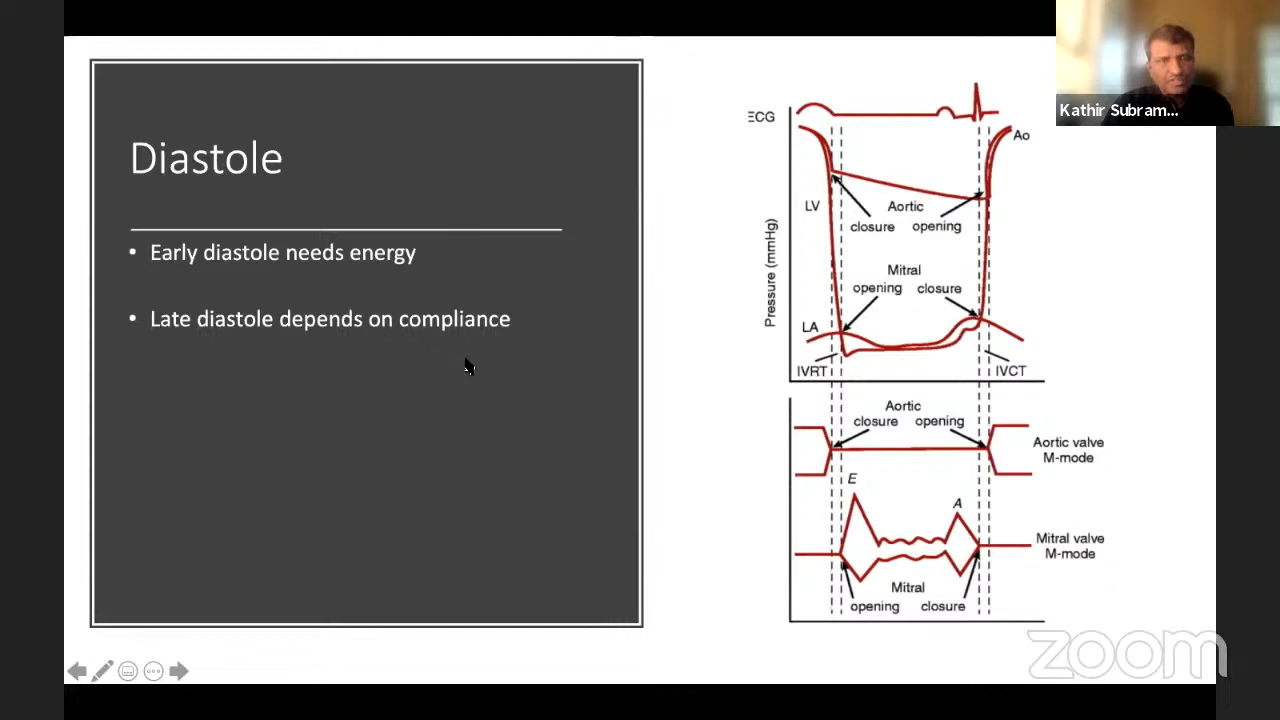 Diastole
• Early diastole needs energy
• Late diastole depends on compliance
Kathir Subram...
ECG
Ao
LV
Aortic
closure opening
Mitral
opening closure
LA
IVRT
IVCT
Pressure (mmHg)
Aortic
closure opening
Aortic valve
M-mode
E
A
Mitral valve
M-mode
Mitral
opening closure
zoom